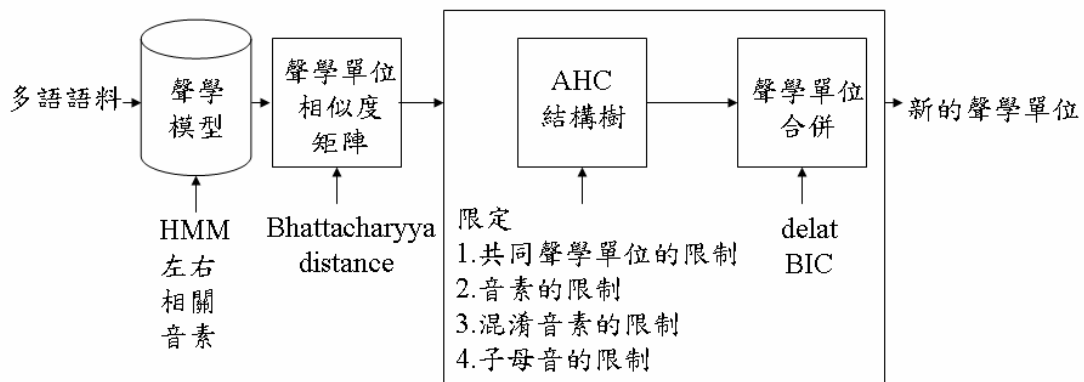 多語語料
聲學
模型
聲學單位
相似度
矩陣
AHC
結構樹
聲學單位
合併
新的聲學單位
HMM
左右
相關
音素
Bhattacharyya
distance
限定
1.共同聲學單位的限制
2.音素的限制
3.混淆音素的限制
4.子母音的限制
delat
BIC